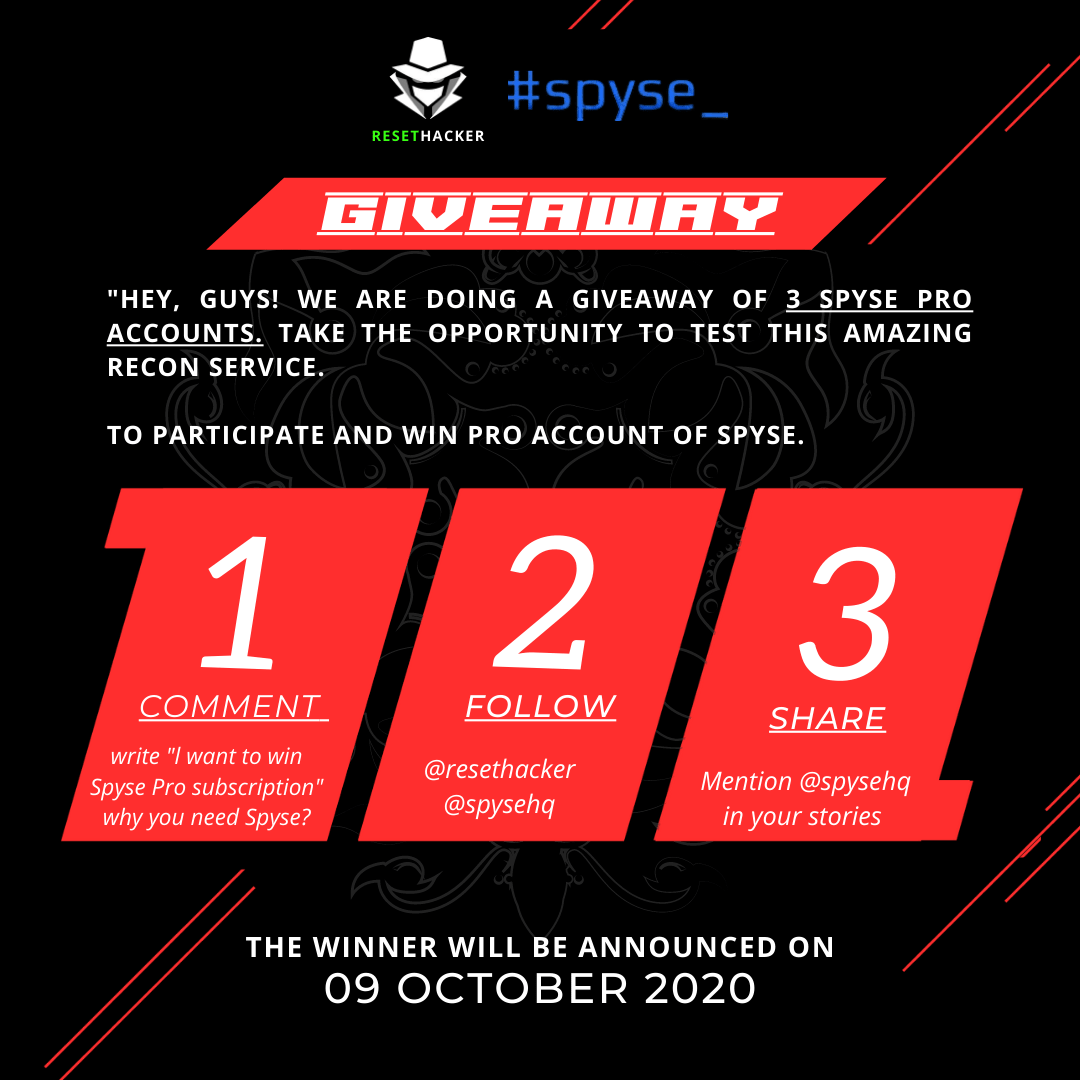 RESETHACKER
#spyse_
GIVEAWAY
"HEY, GUYS! WE ARE DOING A GIVEAWAY OF 3 SPYSE PRO
ACCOUNTS. TAKE THE OPPORTUNITY TO TEST THIS AMAZING
RECON SERVICE.
TO PARTICIPATE AND WIN PRO ACCOUNT OF SPYSE.
1
COMMENT
write "I want to win
Spyse Pro subscription"
why you need Spyse?
2
FOLLOW
@resethacker
@spysehq
3
SHARE
Mention @spysehq
in your stories
THE WINNER WILL BE ANNOUNCED ON
09 OCTOBER 2020